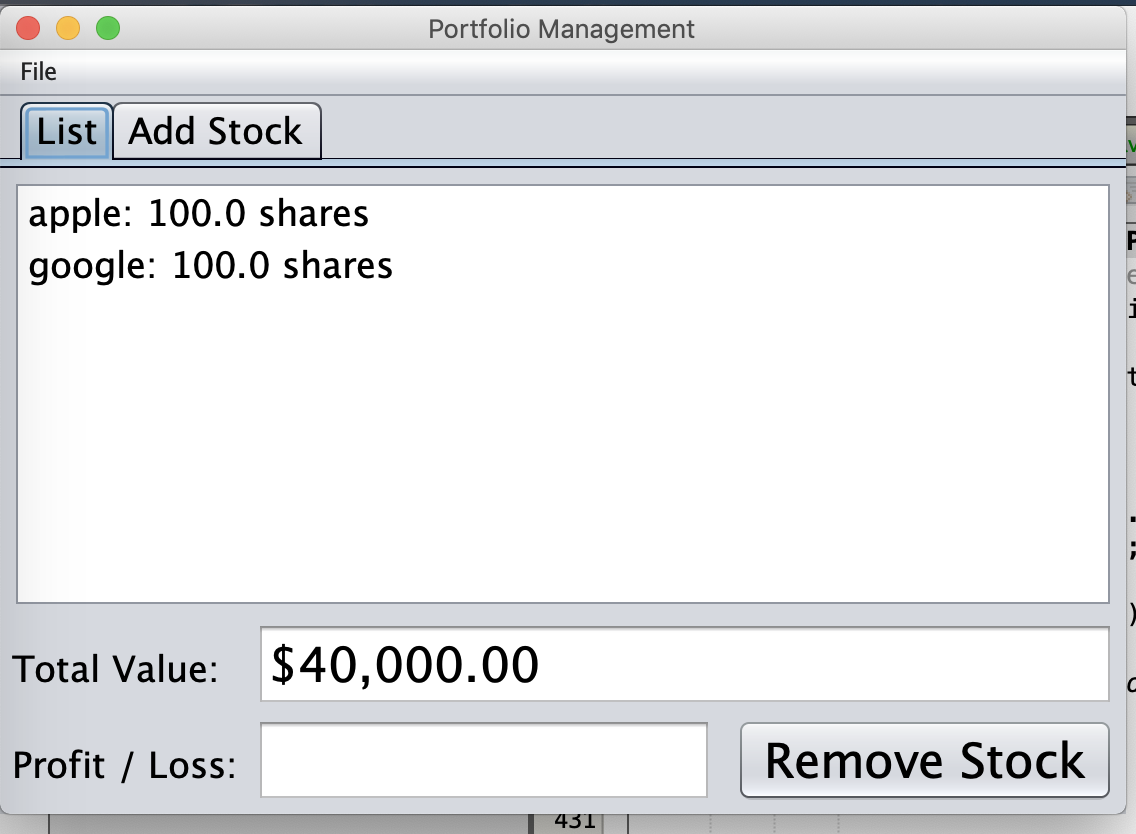 Portfolio Management
File
List Add Stock
apple: 100.0 shares
google: 100.0 shares
Total Value: $40,000.00
Profit / Loss: Remove Stock
431